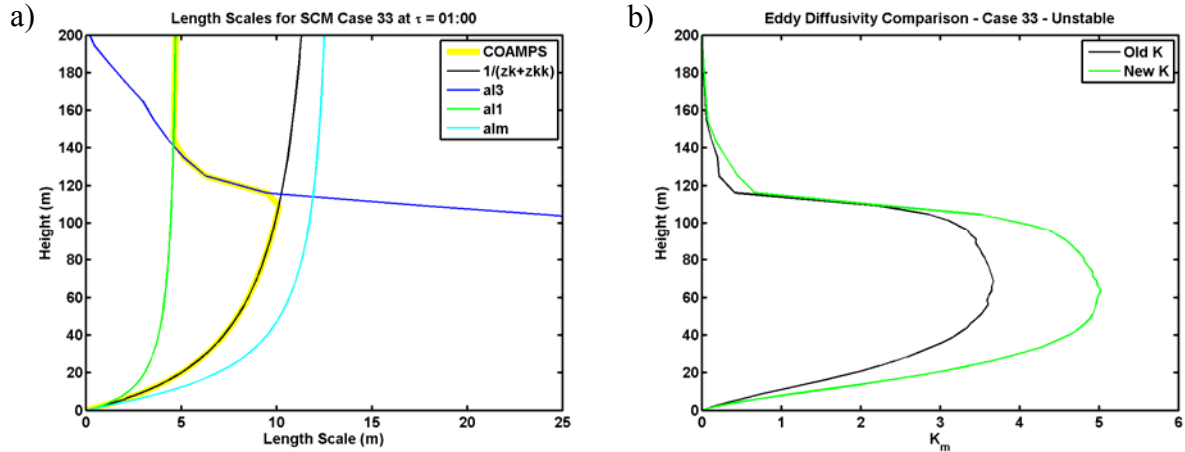 a)
Length Scales for SCM Case 33 at τ = 01:00
200
180
160
140
120
100
80
60
40
20
0
Height (m)
0 5 10 15 20 25
Length Scale (m)
COAMPS
1/(zk+zkk)
al3
al1
alm
b)
Eddy Diffusivity Comparison - Case 33 - Unstable
200
180
160
140
120
100
80
60
40
20
0
Height (m)
0 1 2 3 4 5 6
Km
Old K
New K